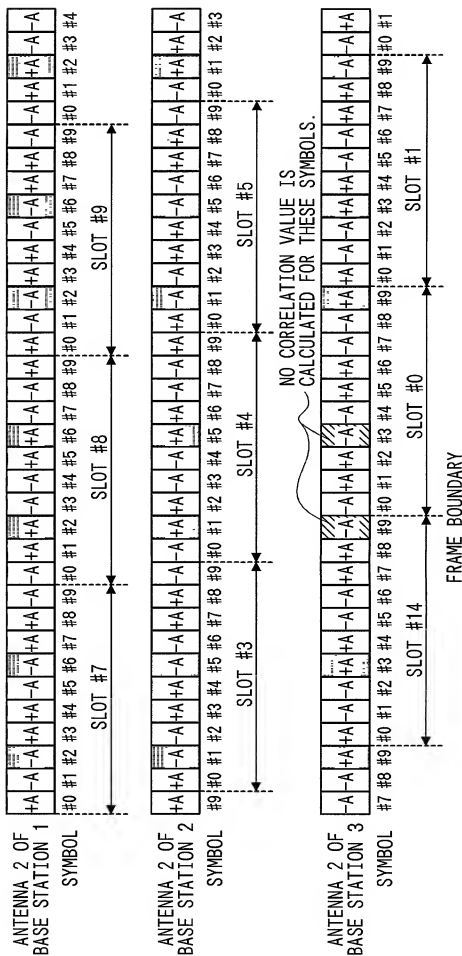 ANTENNA 2 OF
BASE STATION 1
+A -A -A +A +A -A -A +A +A -A -A +A +A -A -A +A +A -A -A +A +A -A -A +A +A -A -A +A +A -A -A +A +A -A -A
SYMBOL #0 #1 #2 #3 #4 #5 #6 #7 #8 #9 #0 #1 #2 #3 #4 #5 #6 #7 #8 #9 #0 #1 #2 #3 #4 #5 #6 #7 #8 #9 #0 #1 #2 #3 #4
SLOT #7 SLOT #8 SLOT #9
ANTENNA 2 OF
BASE STATION 2
+A -A -A +A +A -A -A +A +A -A -A +A +A -A -A +A +A -A -A +A +A -A -A +A +A -A -A +A +A -A -A +A +A -A -A
SYMBOL #9 #0 #1 #2 #3 #4 #5 #6 #7 #8 #9 #0 #1 #2 #3 #4 #5 #6 #7 #8 #9 #0 #1 #2 #3 #4 #5 #6 #7 #8 #9 #0 #1 #2 #3
SLOT #3 SLOT #4 SLOT #5
NO CORRELATION VALUE IS
CALCULATED FOR THESE SYMBOLS.
ANTENNA 2 OF
BASE STATION 3
-A -A +A +A -A -A +A +A -A -A +A +A -A +A -A -A +A +A -A -A +A +A -A -A +A +A -A -A +A +A -A -A +A +A -A
SYMBOL #7 #8 #9 #0 #1 #2 #3 #4 #5 #6 #7 #8 #9 #0 #1 #2 #3 #4 #5 #6 #7 #8 #9 #0 #1 #2 #3 #4 #5 #6 #7 #8 #9 #0 #1
SLOT #14 SLOT #0 SLOT #1
FRAME BOUNDARY